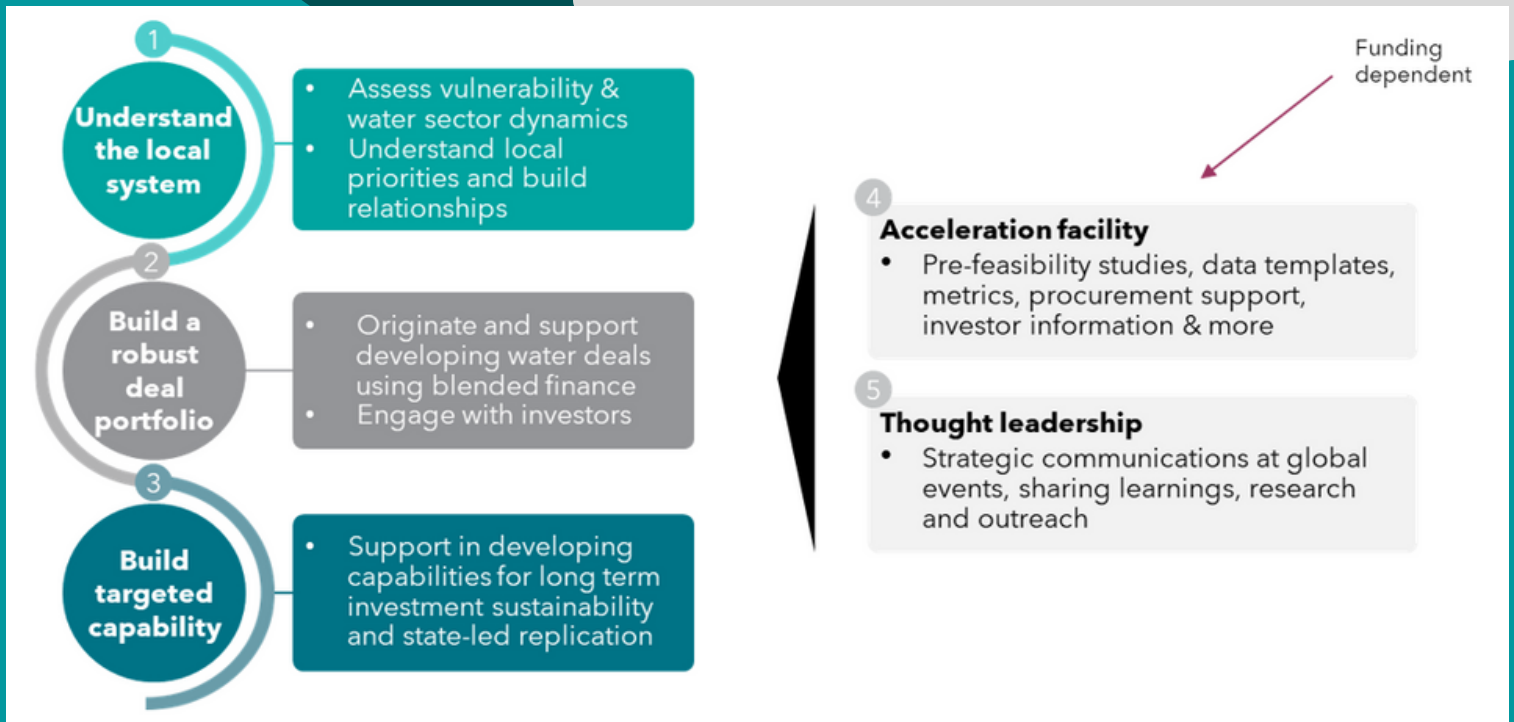 1
Understand
the local
system
• Assess vulnerability &
water sector dynamics
• Understand local
priorities and build
relationships
2
Build a
robust
deal
portfolio
• Originate and support
developing water deals
using blended finance
• Engage with investors
3
Build
targeted
capability
• Support in developing
capabilities for long term
investment sustainability
and state-led replication
Funding
dependent
4
Acceleration facility
• Pre-feasibility studies, data templates,
metrics, procurement support,
investor information & more
5
Thought leadership
• Strategic communications at global
events, sharing learnings, research
and outreach